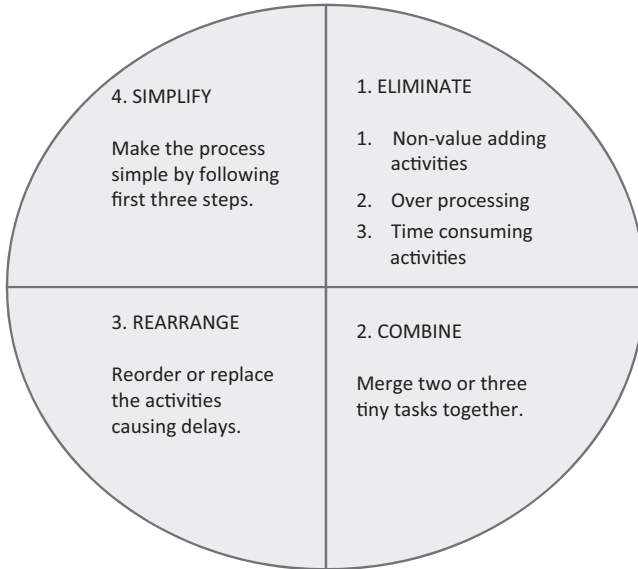 4. SIMPLIFY
Make the process
simple by following
first three steps.
1. ELIMINATE
1. Non-value adding
activities
2. Over processing
3. Time consuming
activities
3. REARRANGE
Reorder or replace
the activities
causing delays.
2. COMBINE
Merge two or three
tiny tasks together.